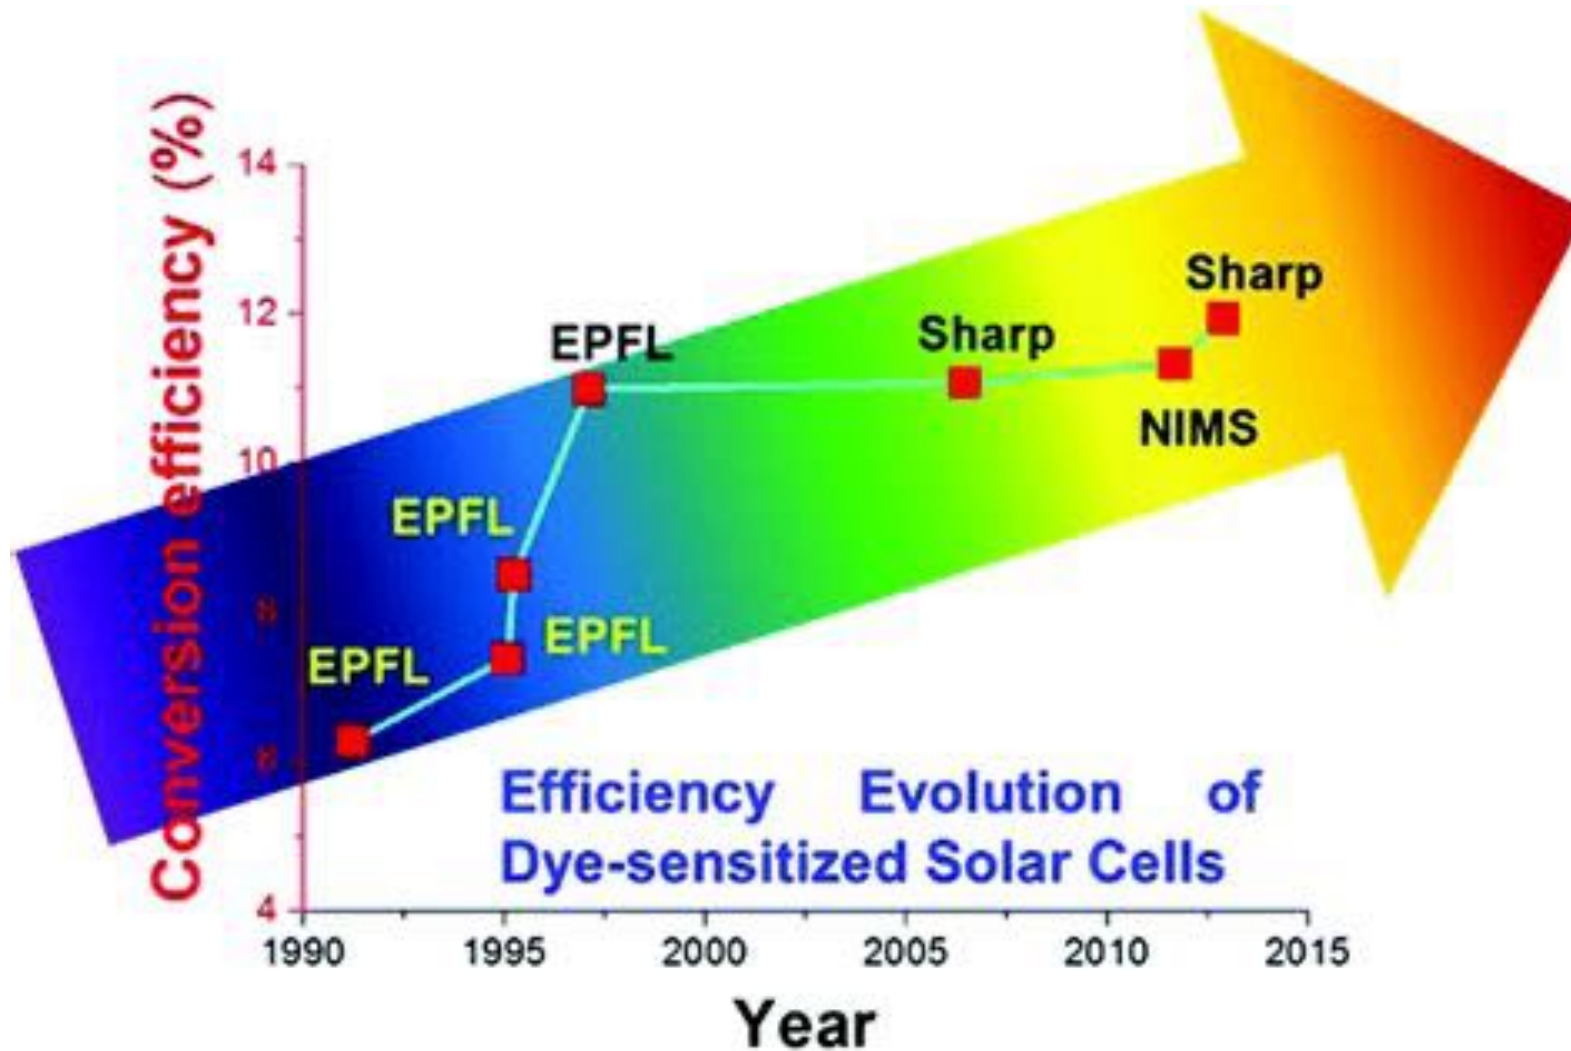 Conversion efficiency (%)
14
12
10
8
6
4
EPFL
EPFL
EPFL
EPFL
Sharp
NIMS
Sharp
Efficiency Evolution of
Dye-sensitized Solar Cells
1990 1995 2000 2005 2010 2015
Year